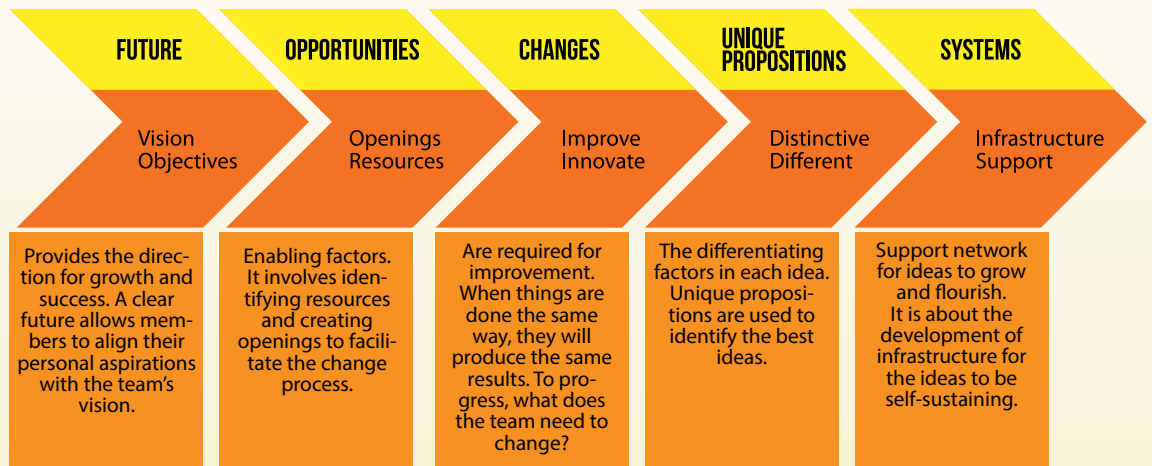 FUTURE
OPPORTUNITIES
CHANGES
UNIQUE
PROPOSITIONS
SYSTEMS
Vision
Objectives
Openings
Resources
Improve
Innovate
Distinctive
Different
Infrastructure
Support
Provides the direc-
tion for growth and
success. A clear
future allows mem-
bers to align their
personal aspirations
with the team's
vision.
Enabling factors.
It involves iden-
tifying resources
and creating
openings to facili-
tate the change
process.
Are required for
improvement.
When things are
done the same
way, they will
produce the same
results. To pro-
gress, what does
the team need to
change?
The differentiating
factors in each idea.
Unique proposi-
tions are used to
identify the best
ideas.
Support network
for ideas to grow
and flourish.
It is about the
development of
infrastructure for
the ideas to be
self-sustaining.